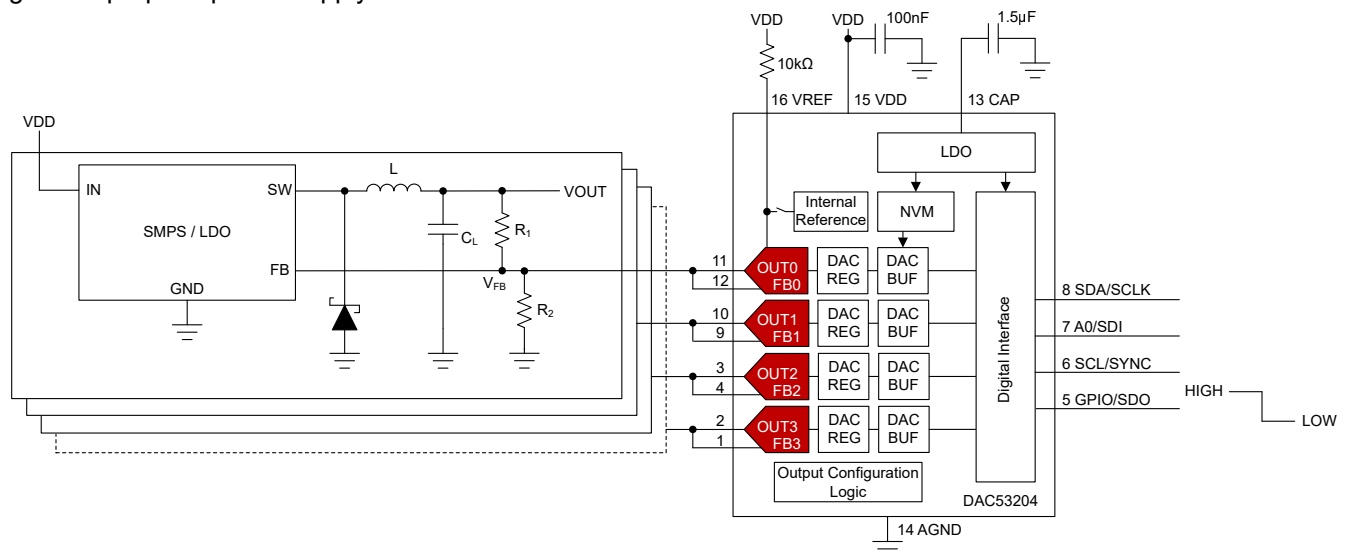 VDD
VDD
100nF
1.5µF
10kΩ
16 VREF
15 VDD
13 CAP
VDD
LDO
IN
SW
L
VOUT
SMPS / LDO
CL
R1
Internal
Reference
NVM
FB
VFB
GND
R2
11
12
OUT0
FB0
DAC
REG
DAC
BUF
10
9
OUT1
FB1
DAC
REG
DAC
BUF
3
4
OUT2
FB2
DAC
REG
DAC
BUF
2
1
OUT3
FB3
DAC
REG
DAC
BUF
Digital Interface
8 SDA/SCLK
7 A0/SDI
6 SCL/SYNC
5 GPIO/SDO
HIGH
LOW
Output Configuration
Logic
DAC53204
14 AGND